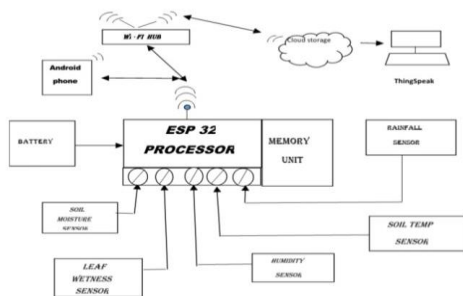 Wi-Fi HUB
Cloud storage
Android
phone
ThingSpeak
ESP 32
PROCESSOR
MEMORY
UNIT
BATTERY
RAINFALL
SENSOR
SOIL
MOISTURE
SENSOR
LEAF
WETNESS
SENSOR
HUMIDITY
SENSOR
SOIL TEMP
SENSOR